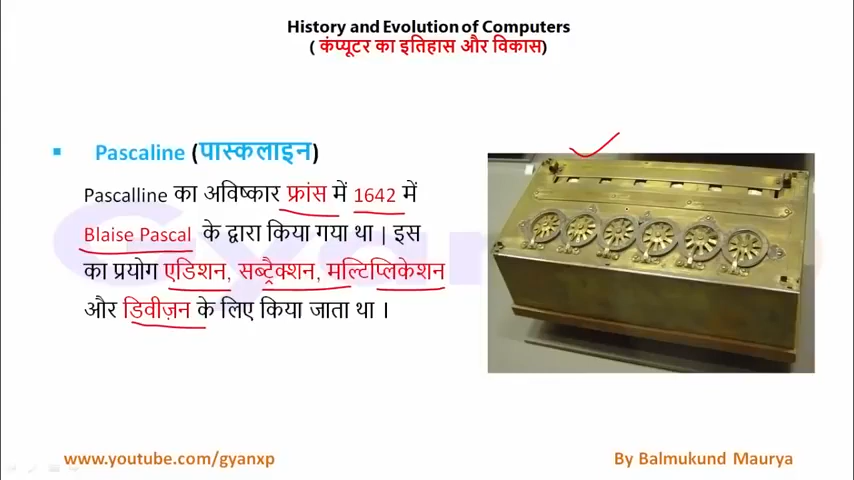 History and Evolution of Computers
( कंप्यूटर का इतिहास और विकास)
Pascaline (पास्कलाइन)
Pascalline का अविष्कार फ्रांस में 1642 में
Blaise Pascal के द्वारा किया गया था | इस
का प्रयोग एडिशन, सब्ट्रैक्शन, मल्टिप्लिकेशन
और डिवीज़न के लिए किया जाता था ।
www.youtube.com/gyanxp
By Balmukund Maurya